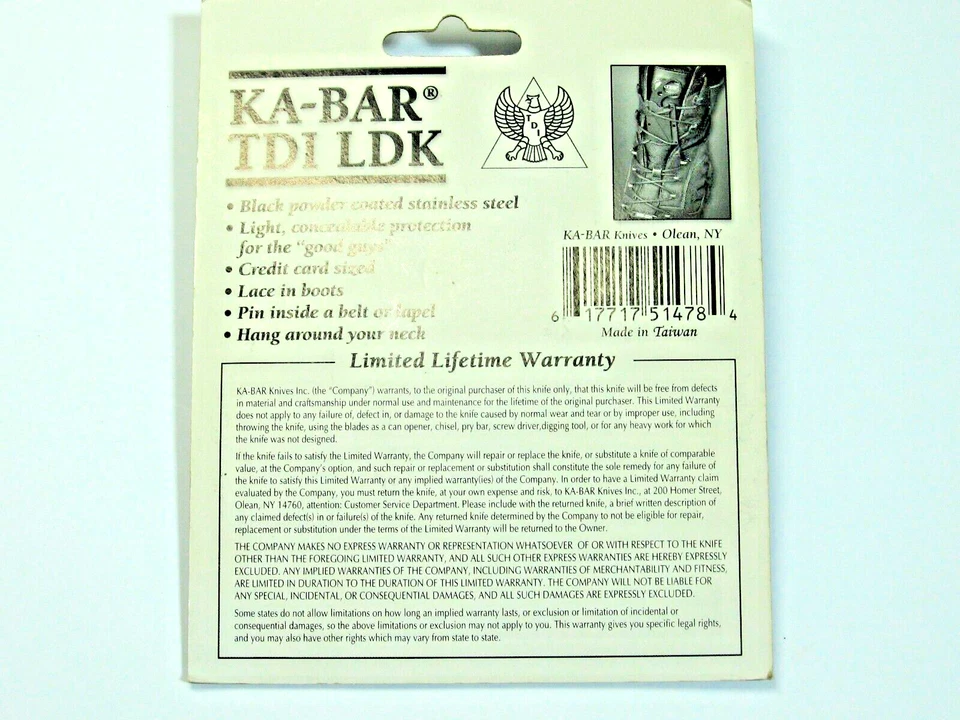 KA-BAR®
TDI LDK
TDI
• Black powder coated stainless steel
• Light, concealable protection
for the "good guys"
• Credit card sized
• Lace in boots
• Pin inside a belt or lapel
• Hang around your neck
KA-BAR Knives • Olean, NY
6 17717 51478 4
Made in Taiwan
Limited Lifetime Warranty
KA-BAR Knives Inc. (the "Company") warrants, to the original purchaser of this knife only, that this knife will be free from defects
in material and craftsmanship under normal use and maintenance for the lifetime of the original purchaser. This Limited Warranty
does not apply to any failure of, defect in, or damage to the knife caused by normal wear and tear or by improper use, including
throwing the knife, using the blades as a can opener, chisel, pry bar, screw driver,digging tool, or for any heavy work for which
the knife was not designed.
If the knife fails to satisfy the Limited Warranty, the Company will repair or replace the knife, or substitute a knife of comparable
value, at the Company's option, and such repair or replacement or substitution shall constitute the sole remedy for any failure of
the knife to satisfy this Limited Warranty or any implied warranty(ies) of the Company. In order to have a Limited Warranty claim
evaluated by the Company, you must return the knife, at your own expense and risk, to KA-BAR Knives Inc., at 200 Homer Street,
Olean, NY 14760, attention: Customer Service Department. Please include with the returned knife, a brief written description of
any claimed defect(s) in or failure(s) of the knife. Any returned knife determined by the Company to not be eligible for repair,
replacement or substitution under the terms of the Limited Warranty will be returned to the Owner.
THE COMPANY MAKES NO EXPRESS WARRANTY OR REPRESENTATION WHATSOEVER OF OR WITH RESPECT TO THE KNIFE
OTHER THAN THE FOREGOING LIMITED WARRANTY, AND ALL SUCH OTHER EXPRESS WARRANTIES ARE HEREBY EXPRESSLY
EXCLUDED. ANY IMPLIED WARRANTIES OF THE COMPANY, INCLUDING WARRANTIES OF MERCHANTABILITY AND FITNESS,
ARE LIMITED IN DURATION TO THE DURATION OF THIS LIMITED WARRANTY. THE COMPANY WILL NOT BE LIABLE FOR
ANY SPECIAL, INCIDENTAL, OR CONSEQUENTIAL DAMAGES, AND ALL SUCH DAMAGES ARE EXPRESSLY EXCLUDED.
Some states do not allow limitations on how long an implied warranty lasts, or exclusion or limitation of incidental or
consequential damages, so the above limitations or exclusion may not apply to you. This warranty gives you specific legal rights,
and you may also have other rights which may vary from state to state.